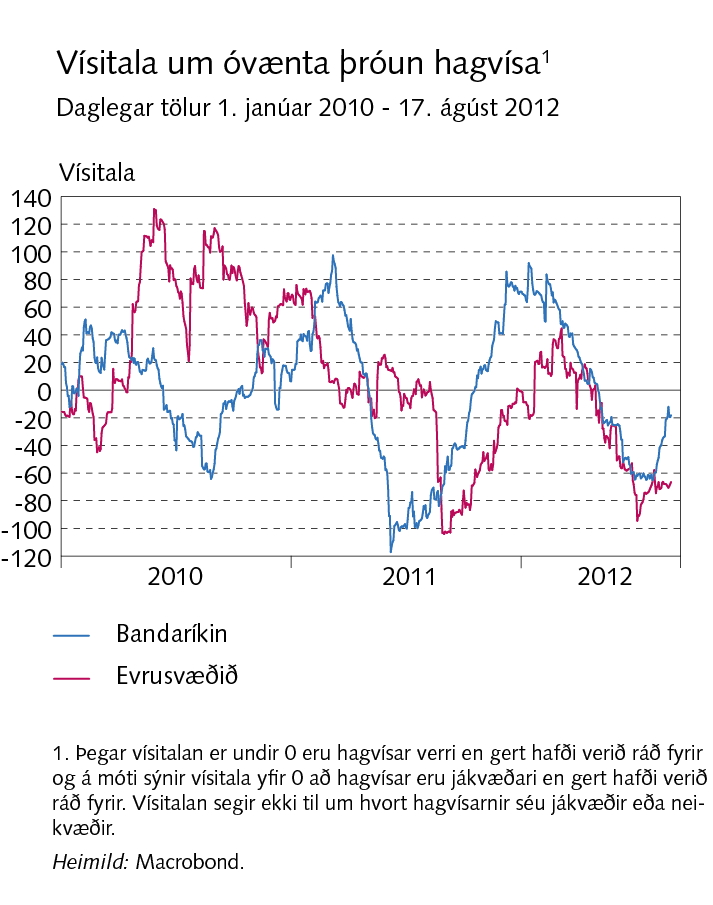 Vísitala um óvænta þróun hagvísa¹
Daglegar tölur 1. janúar 2010 - 17. ágúst 2012
Vísitala
140
120
100
80
60
40
20
0
-20
-40
-60
-80
-100
-120
2010 2011 2012
Bandaríkin
Evrusvæðið
1. Þegar vísitalan er undir 0 eru hagvísar verri en gert hafði verið ráð fyrir
og á móti sýnir vísitala yfir 0 að hagvísar eru jákvæðari en gert hafði verið
ráð fyrir. Vísitalan segir ekki til um hvort hagvísarnir séu jákvæðir eða nei-
kvæðir.
Heimild: Macrobond.